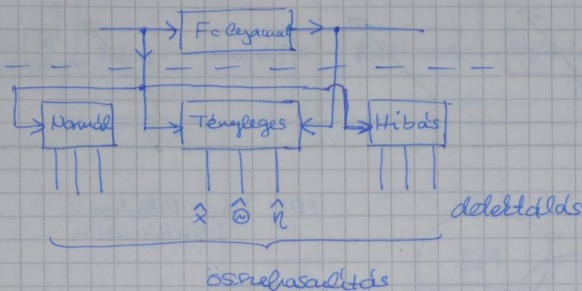 Folyamat
Normál Tényleges Hibás
x̂ Θ̂ η̂
detektálás
összehasonlítás